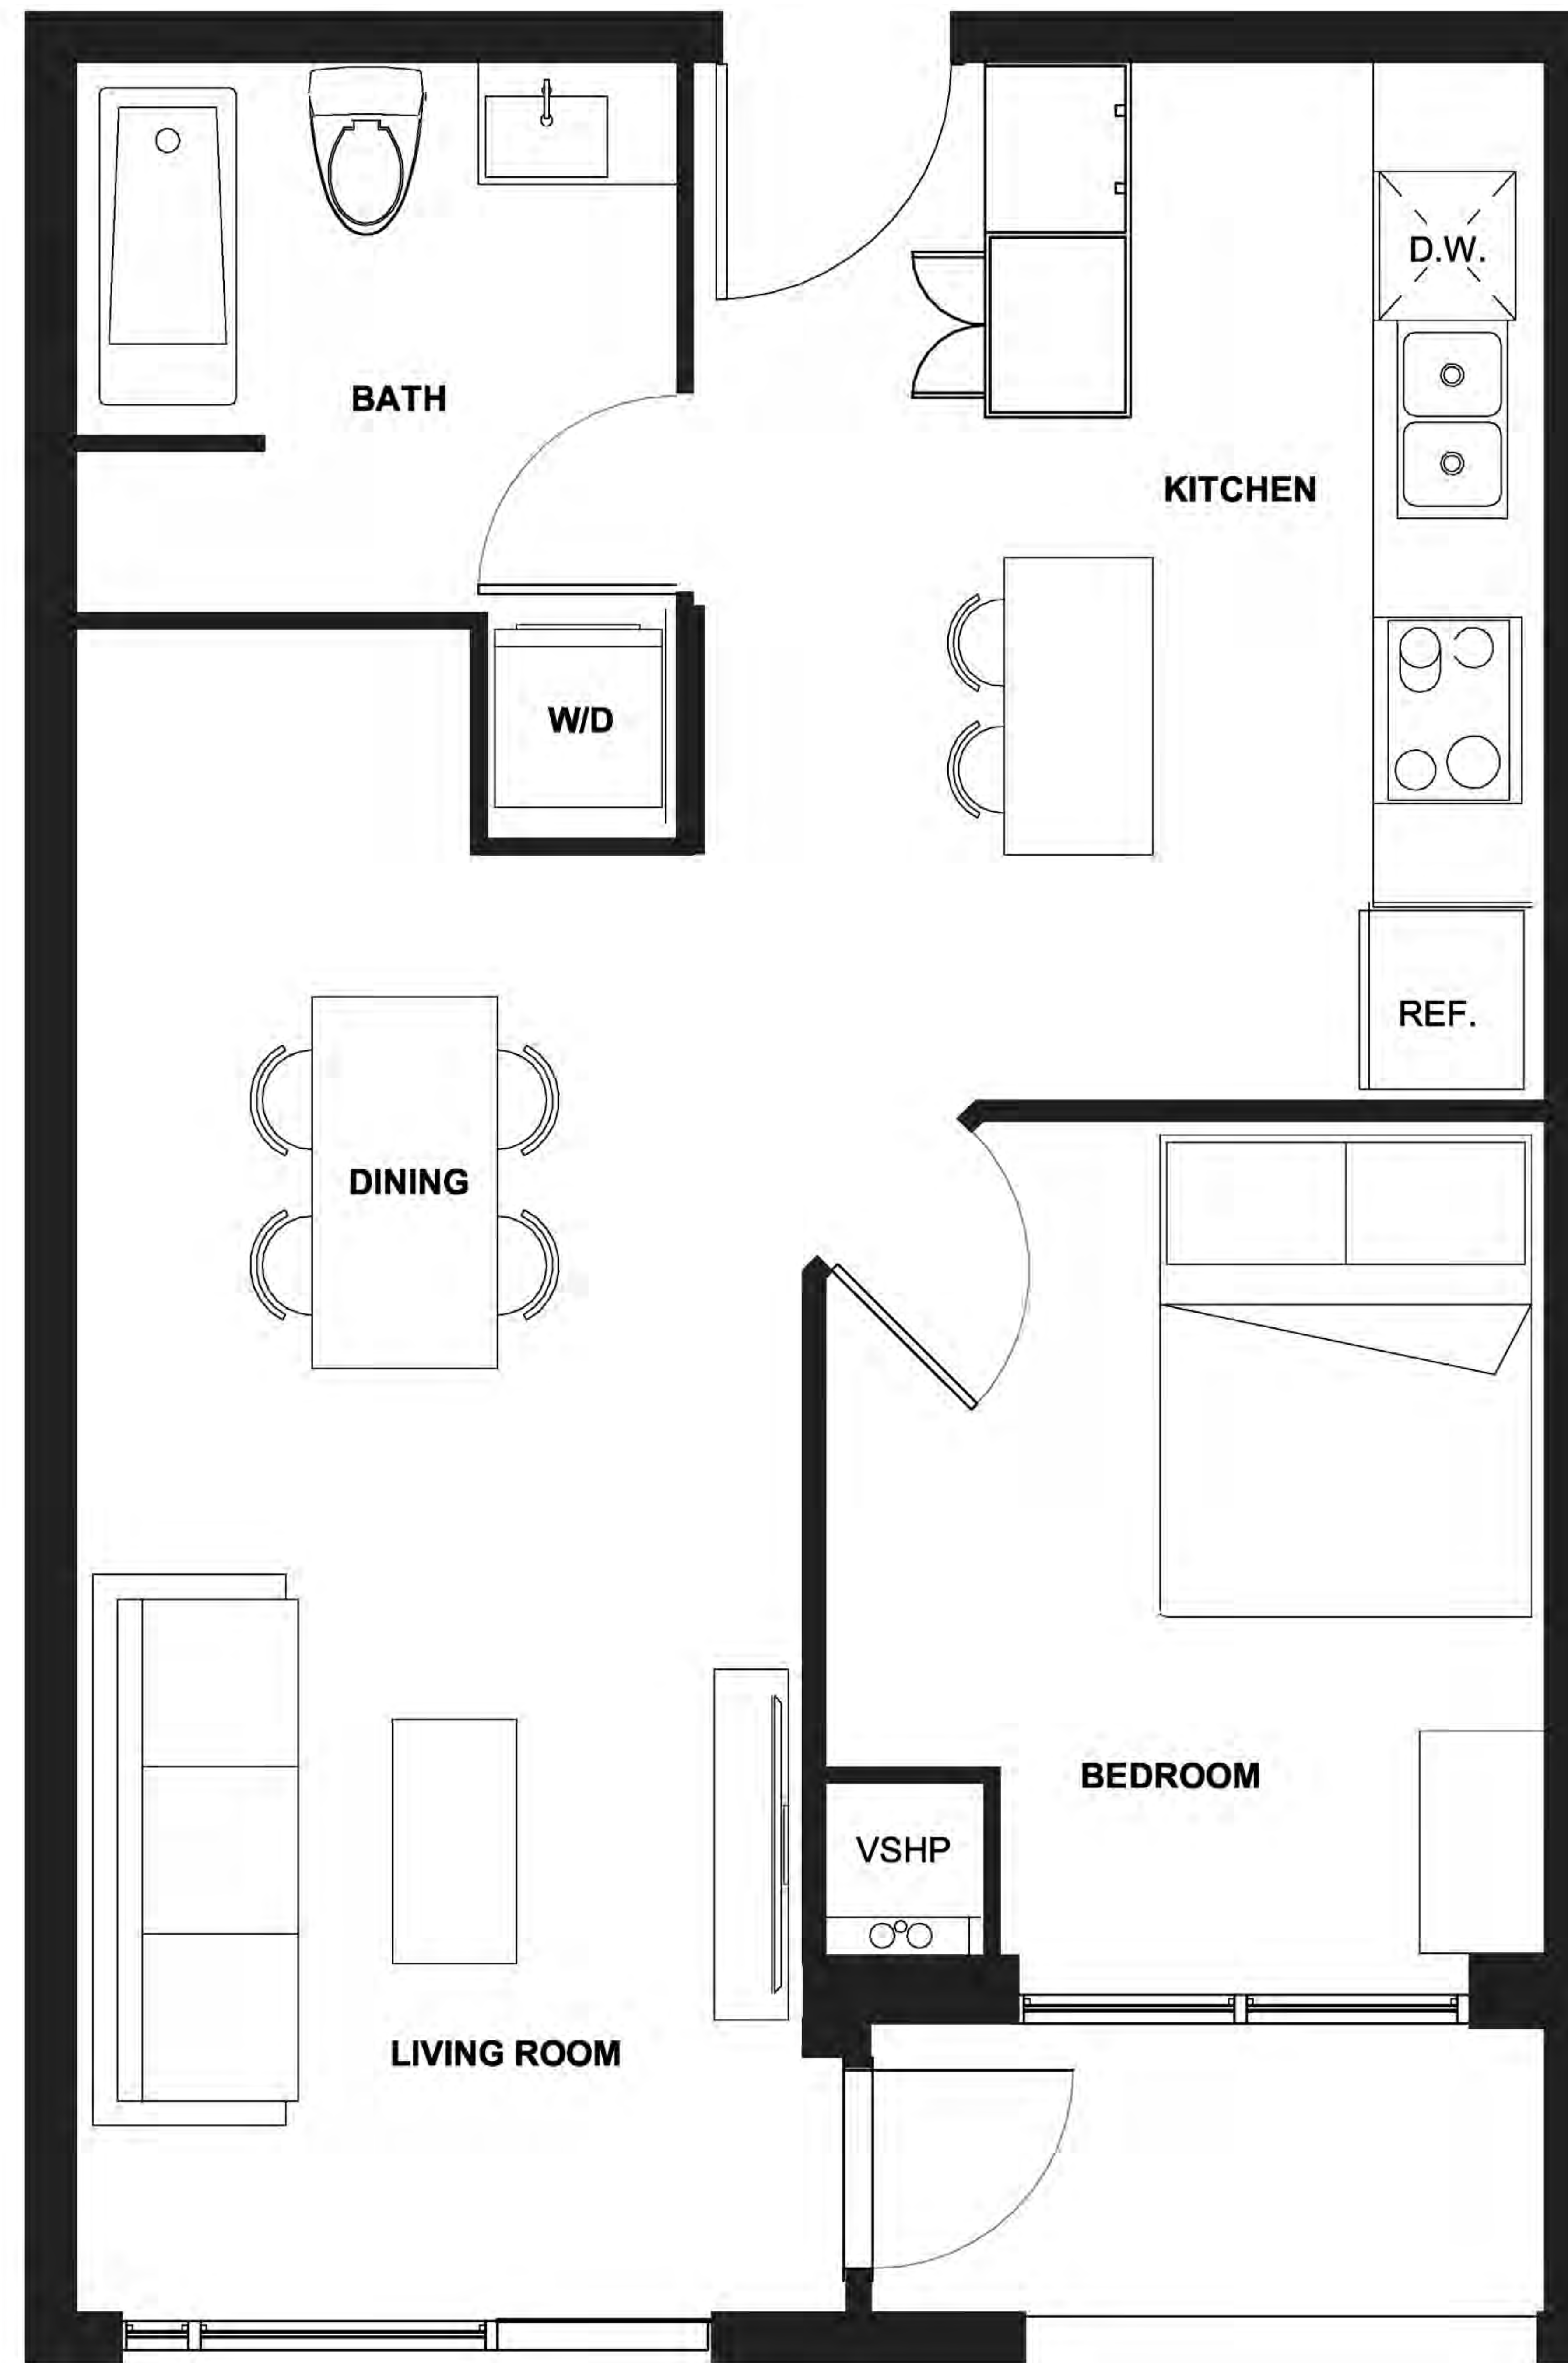 D.W.
BATH
KITCHEN
W/D
REF.
DINING
BEDROOM
VSHP
LIVING ROOM